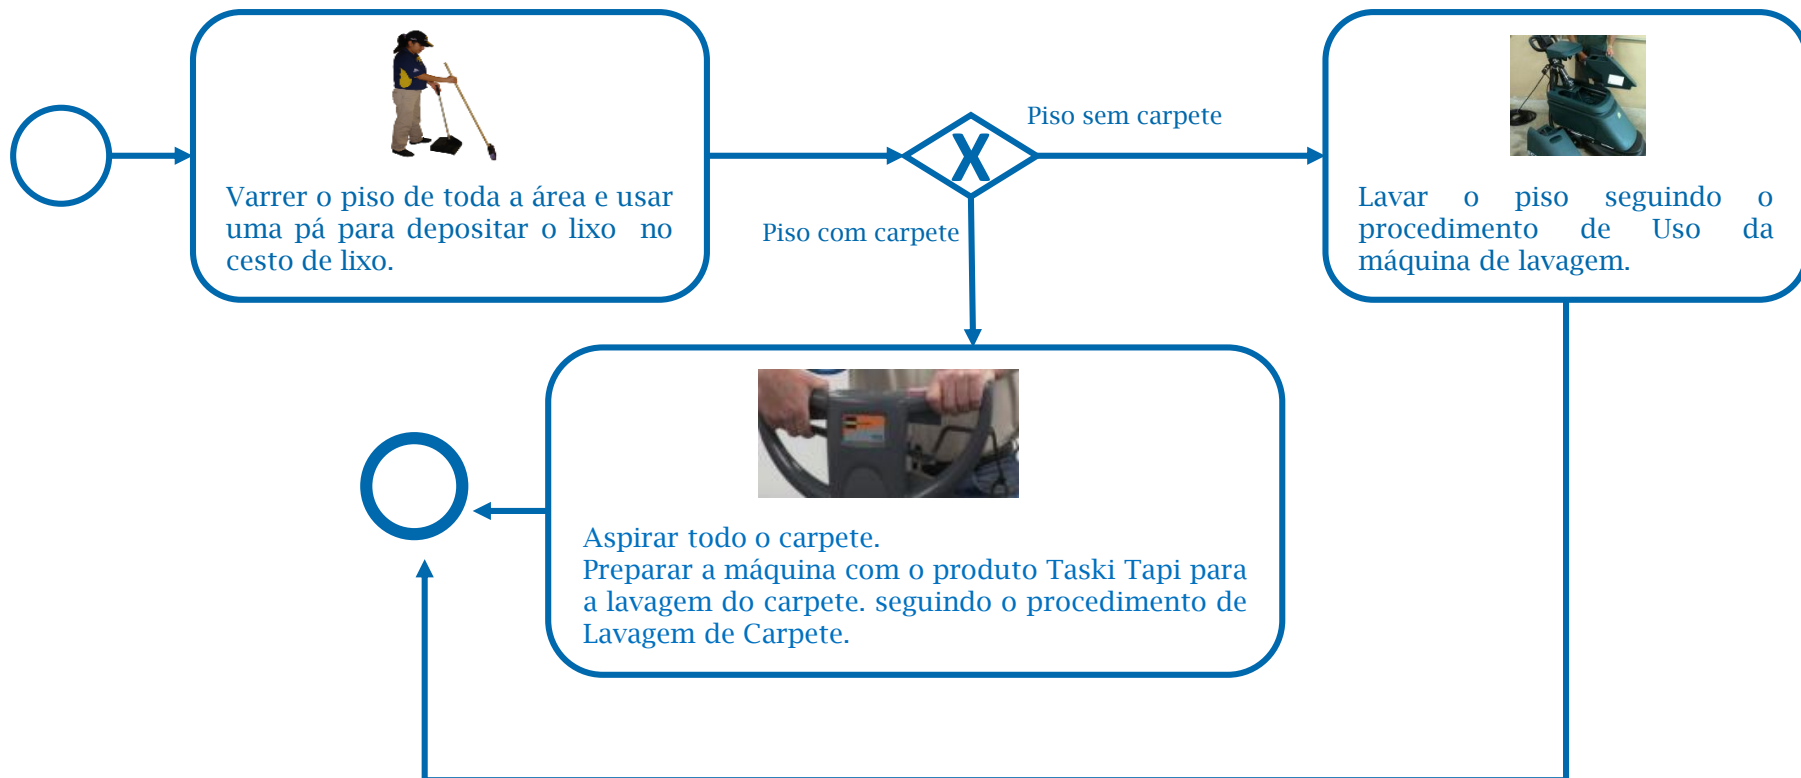 Varrer o piso de toda a área e usar
uma pá para depositar o lixo no
cesto de lixo.
Piso sem carpete
Piso com carpete
Lavar o piso seguindo o
procedimento de Uso da
máquina de lavagem.
Aspirar todo o carpete.
Preparar a máquina com o produto Taski Tapi para
a lavagem do carpete. seguindo o procedimento de
Lavagem de Carpete.